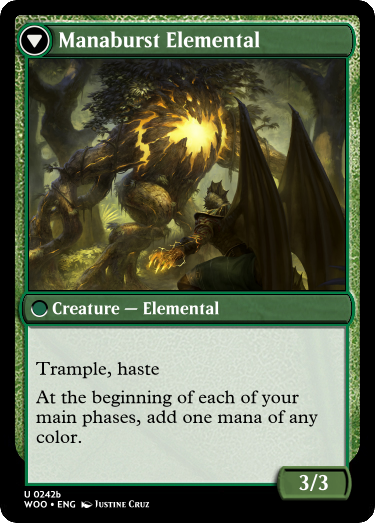 Manaburst Elemental
Creature — Elemental
Trample, haste
At the beginning of each of your
main phases, add one mana of any
color.
3/3
U 0242b
WOO • ENG Justine Cruz